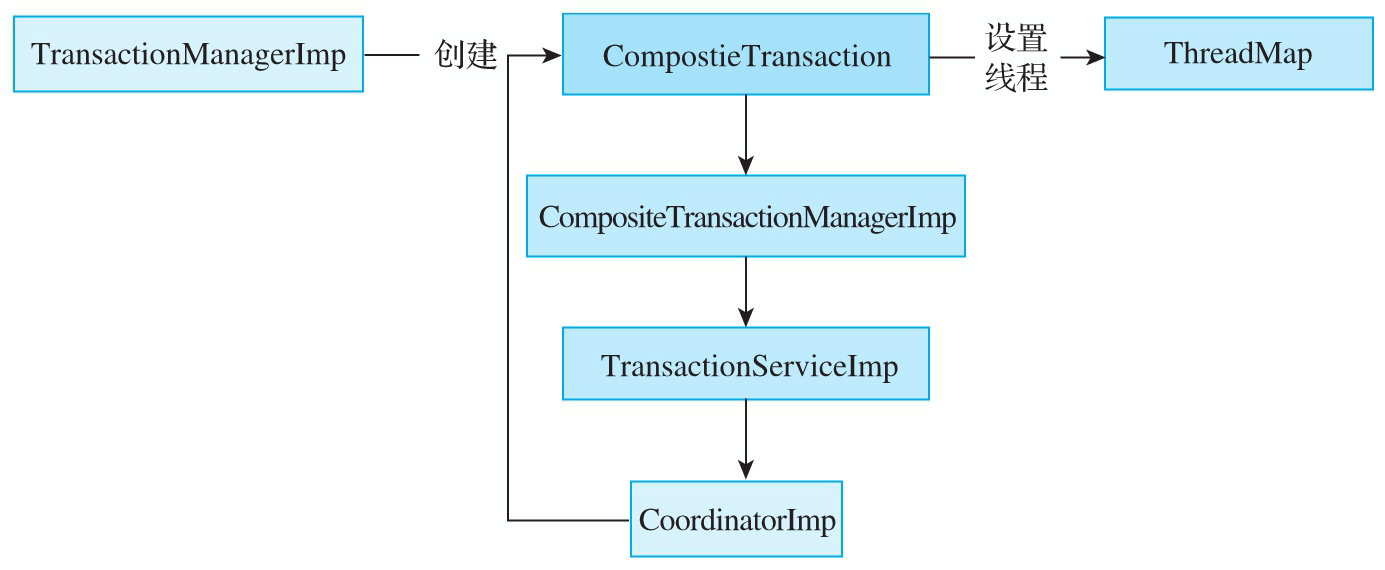 TransactionManagerImp
创建
CompostieTransaction
设置
线程
ThreadMap
CompositeTransactionManagerImp
TransactionServiceImp
CoordinatorImp